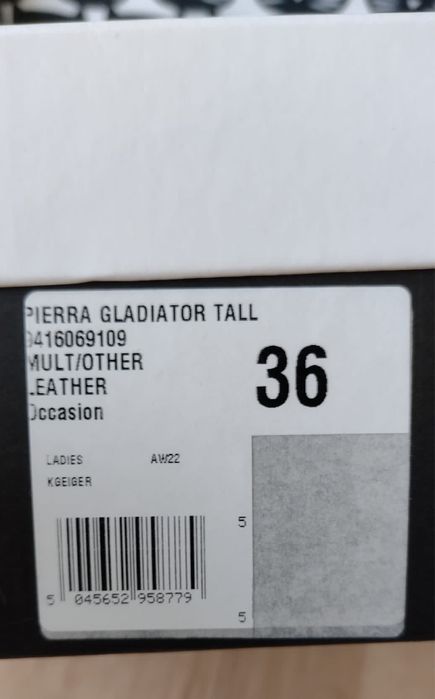 PIERRA GLADIATOR TALL
0416069109
MULT/OTHER
LEATHER
Occasion
36
LADIES AW22
KGEIGER
5
5 045652 958779
5